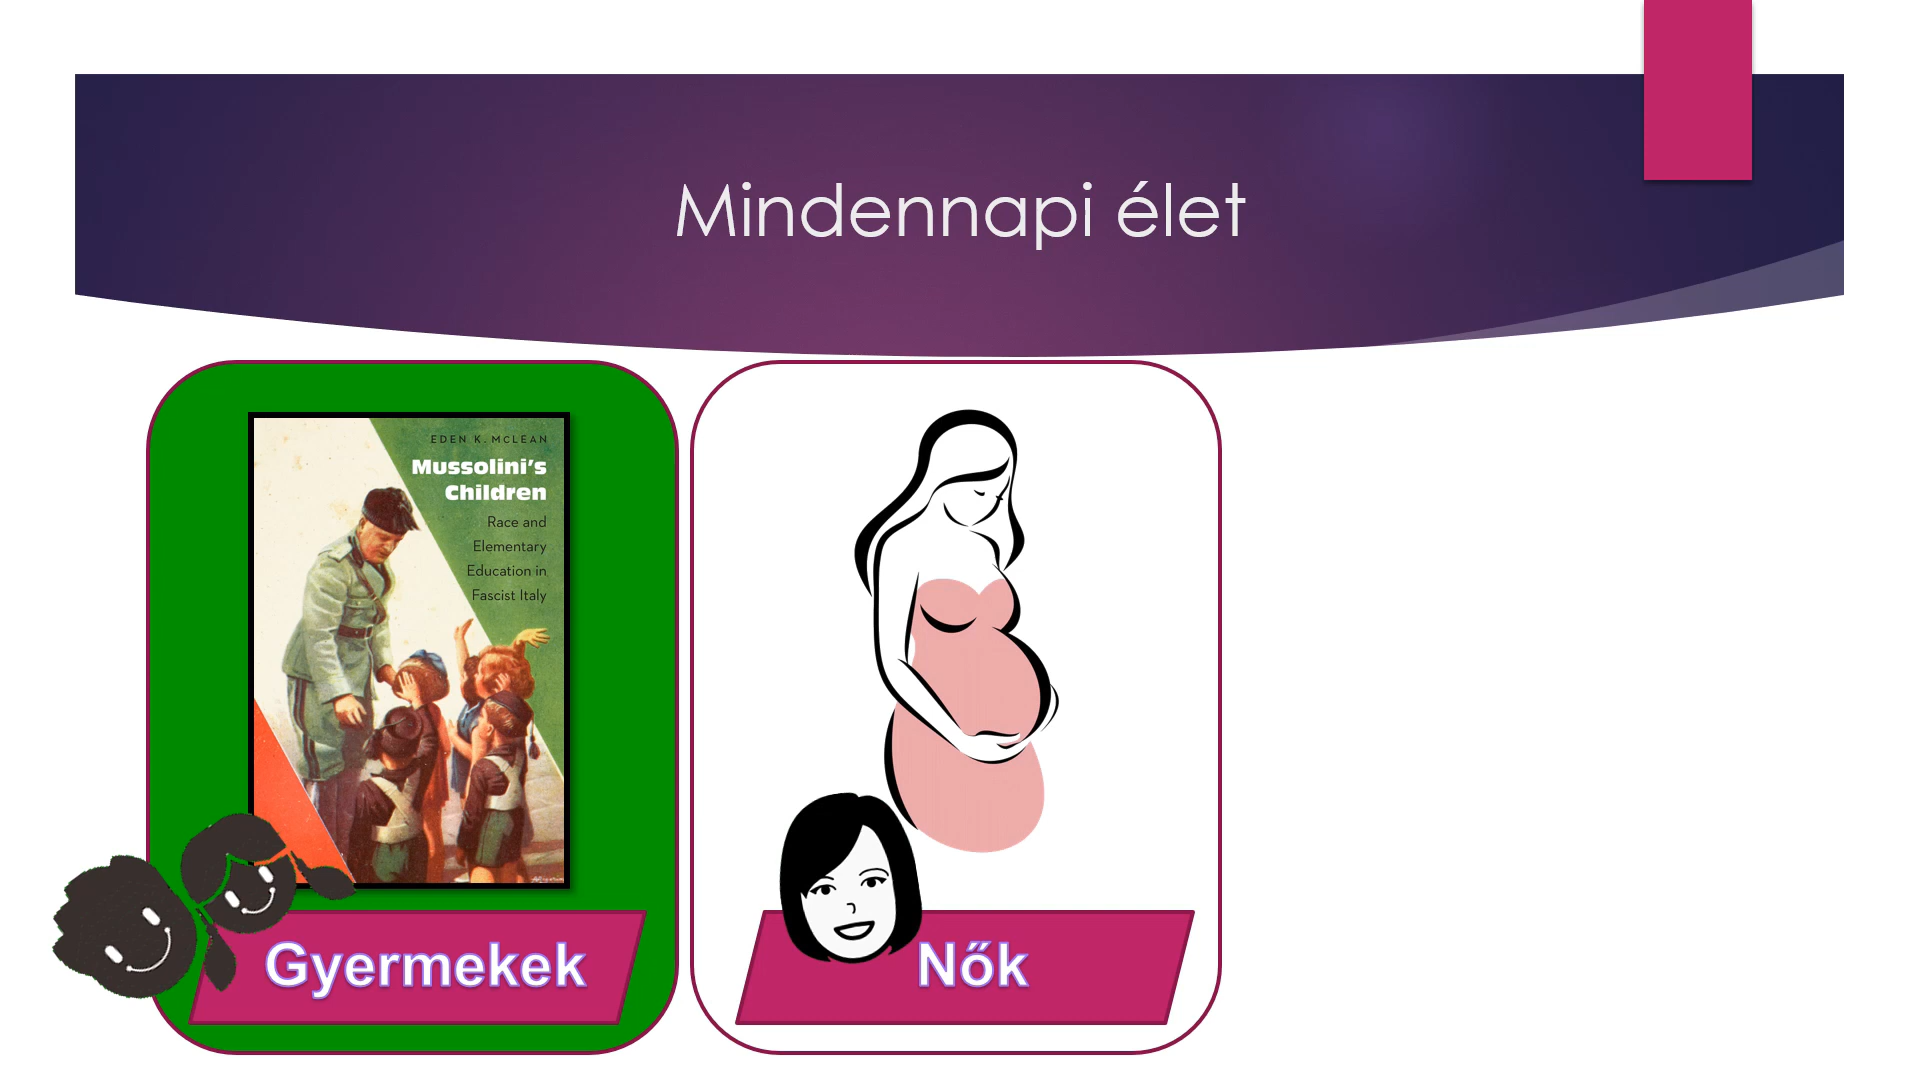 Mindennapi élet
EDEN K. MCLEAN
Mussolini's
Children
Race and
Elementary
Education in
Fascist Italy
Gyermekek
Nők